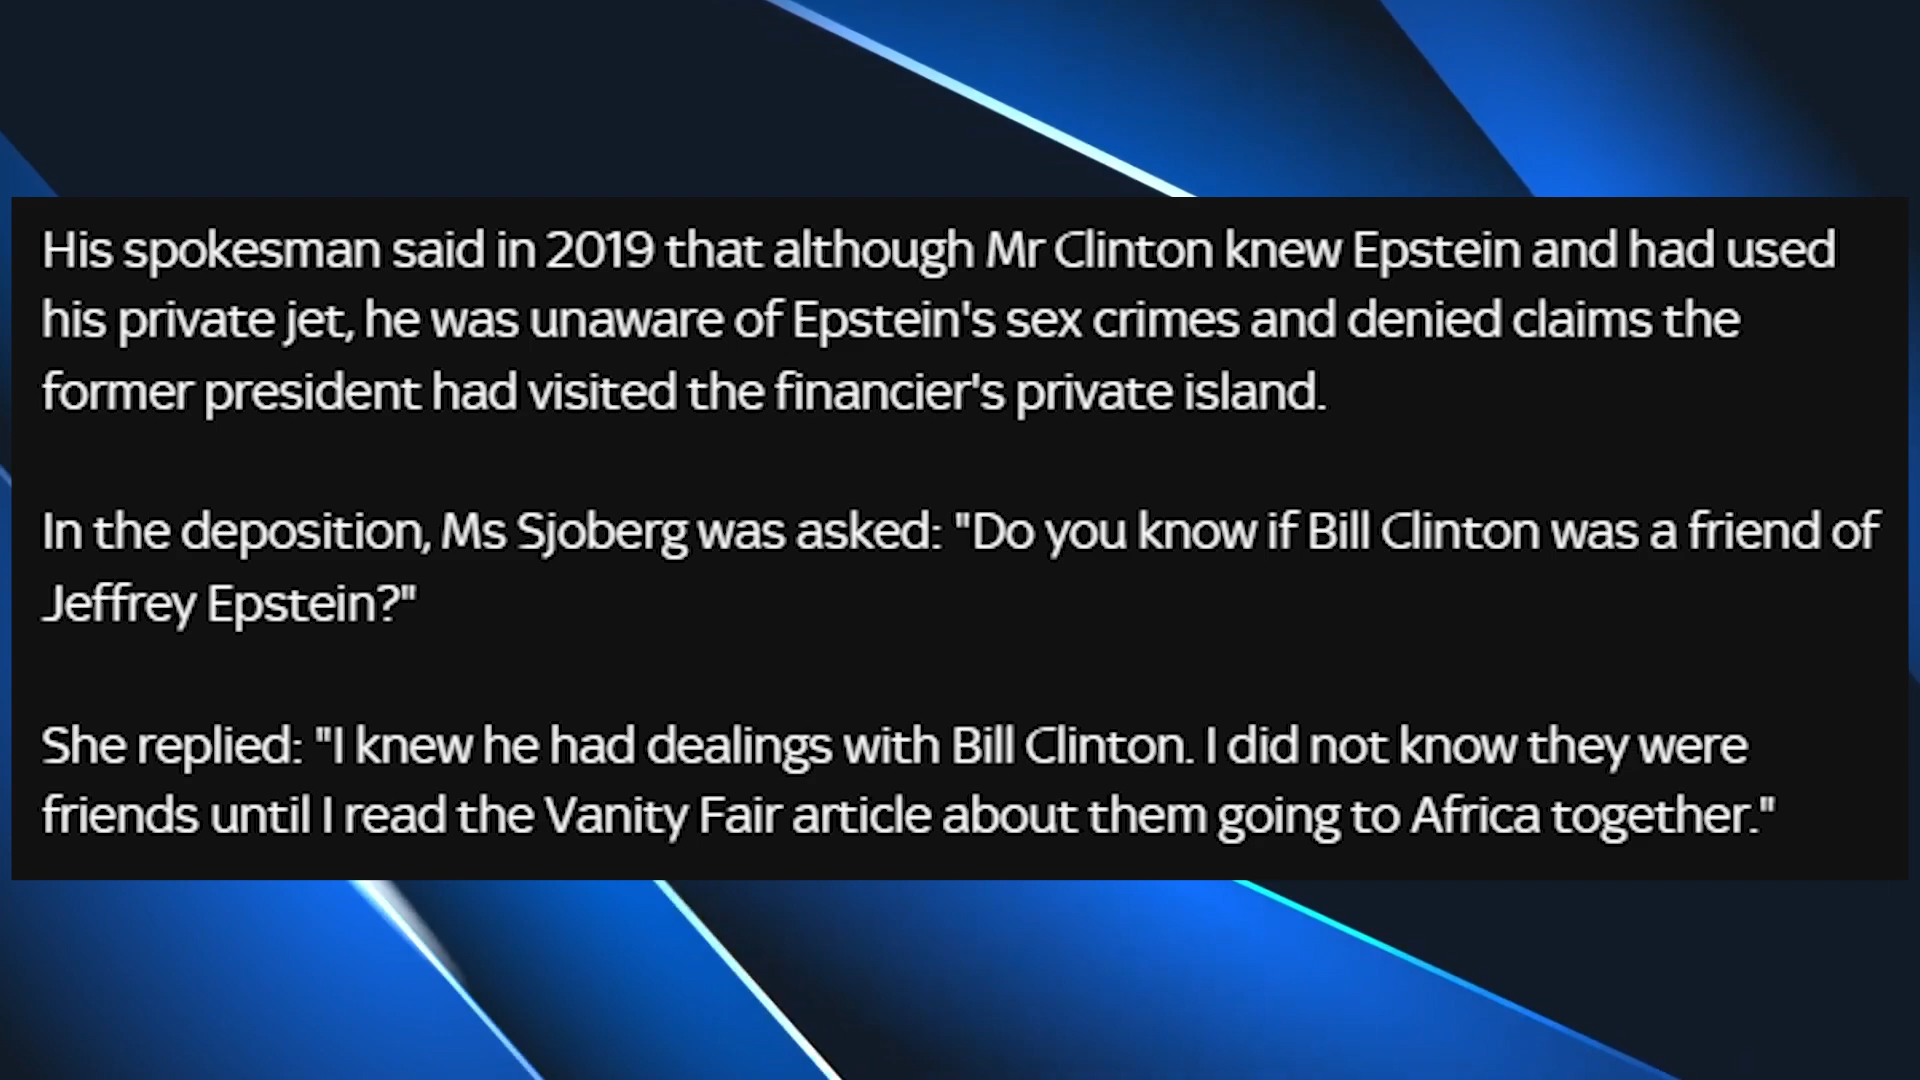 His spokesman said in 2019 that although Mr Clinton knew Epstein and had used
his private jet, he was unaware of Epstein's sex crimes and denied claims the
former president had visited the financier's private island.
In the deposition, Ms Sjoberg was asked: "Do you know if Bill Clinton was a friend of
Jeffrey Epstein?"
She replied: "I knew he had dealings with Bill Clinton. I did not know they were
friends until I read the Vanity Fair article about them going to Africa together."